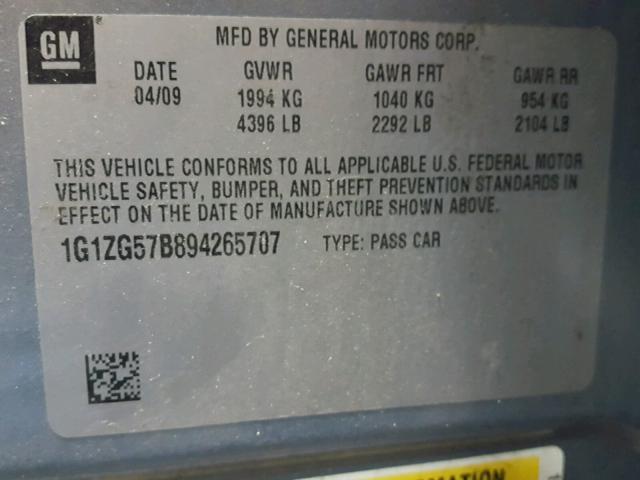 GM
MFD BY GENERAL MOTORS CORP.
DATE GVWR GAWR FRT GAWR RR
04/09 1994 KG 1040 KG 954 KG
4396 LB 2292 LB 2104 LB
THIS VEHICLE CONFORMS TO ALL APPLICABLE U.S. FEDERAL MOTOR
VEHICLE SAFETY, BUMPER, AND THEFT PREVENTION STANDARDS IN
EFFECT ON THE DATE OF MANUFACTURE SHOWN ABOVE.
1G1ZG57B894265707 TYPE: PASS CAR